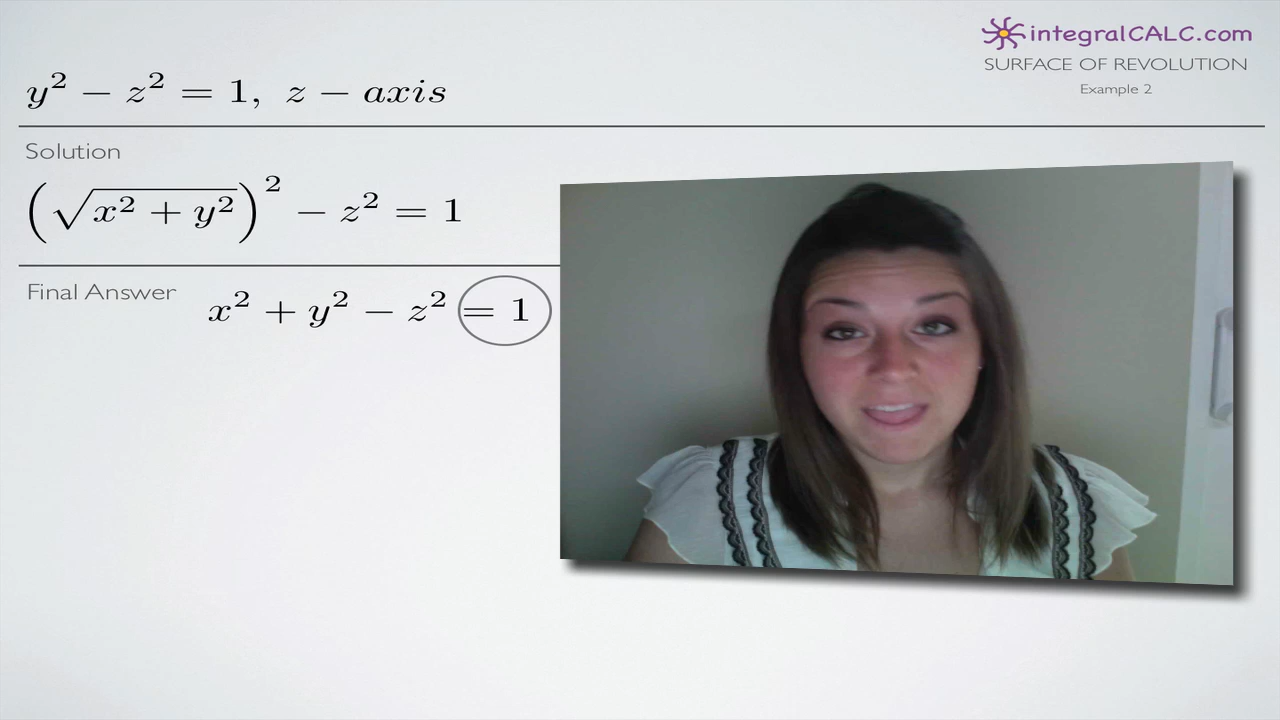 integralCALC.com
SURFACE OF REVOLUTION
Example 2
y² − z² = 1, z − axis
Solution
(√(x² + y²))² − z² = 1
Final Answer x² + y² − z² = 1